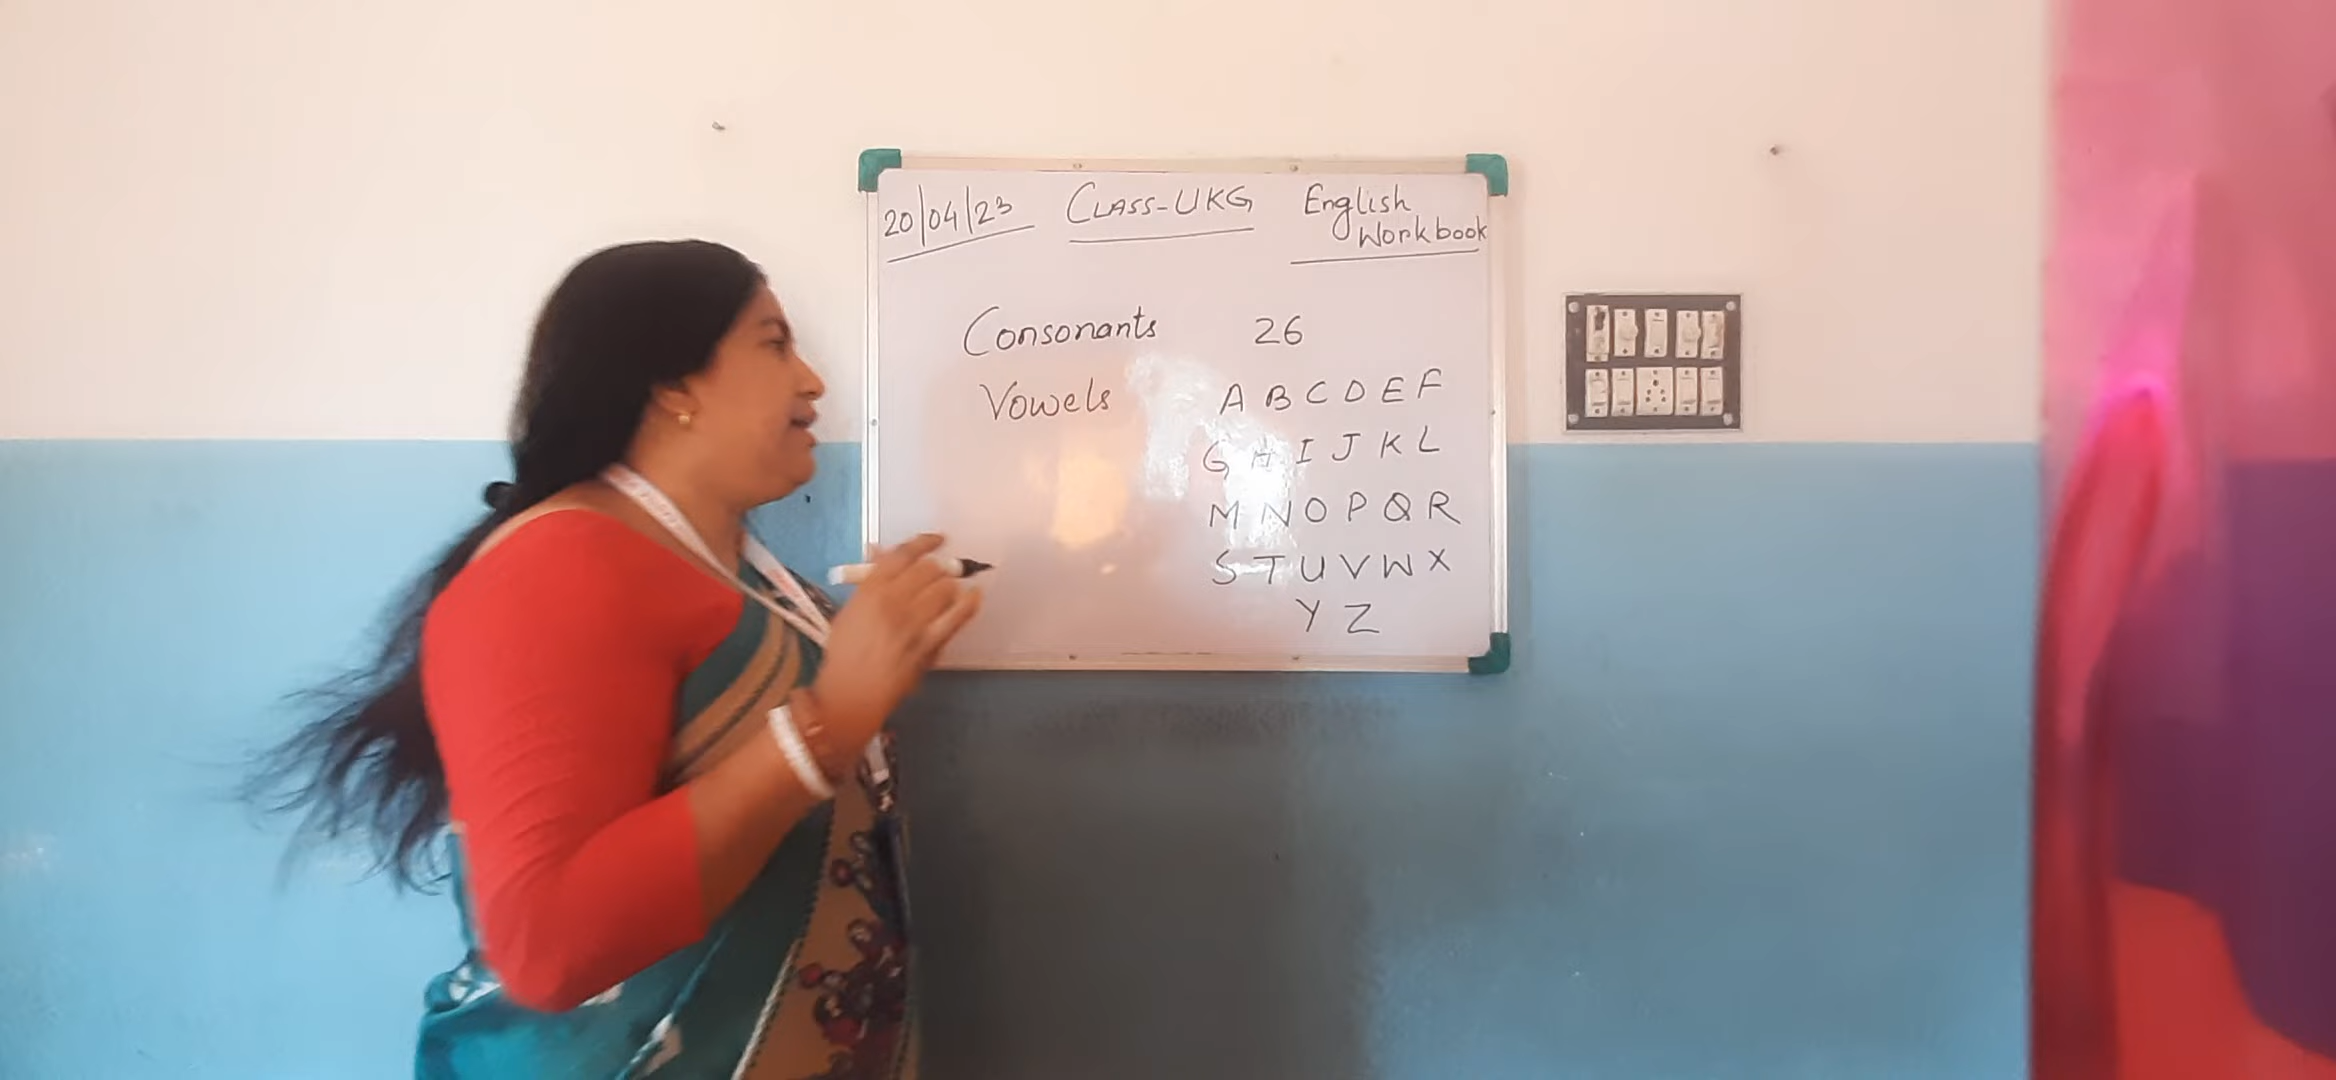 20/04/23 CLASS-UKG English Workbook
Consonants 26
Vowels A B C D E F
G H I J K L
M N O P Q R
S T U V W X
Y Z